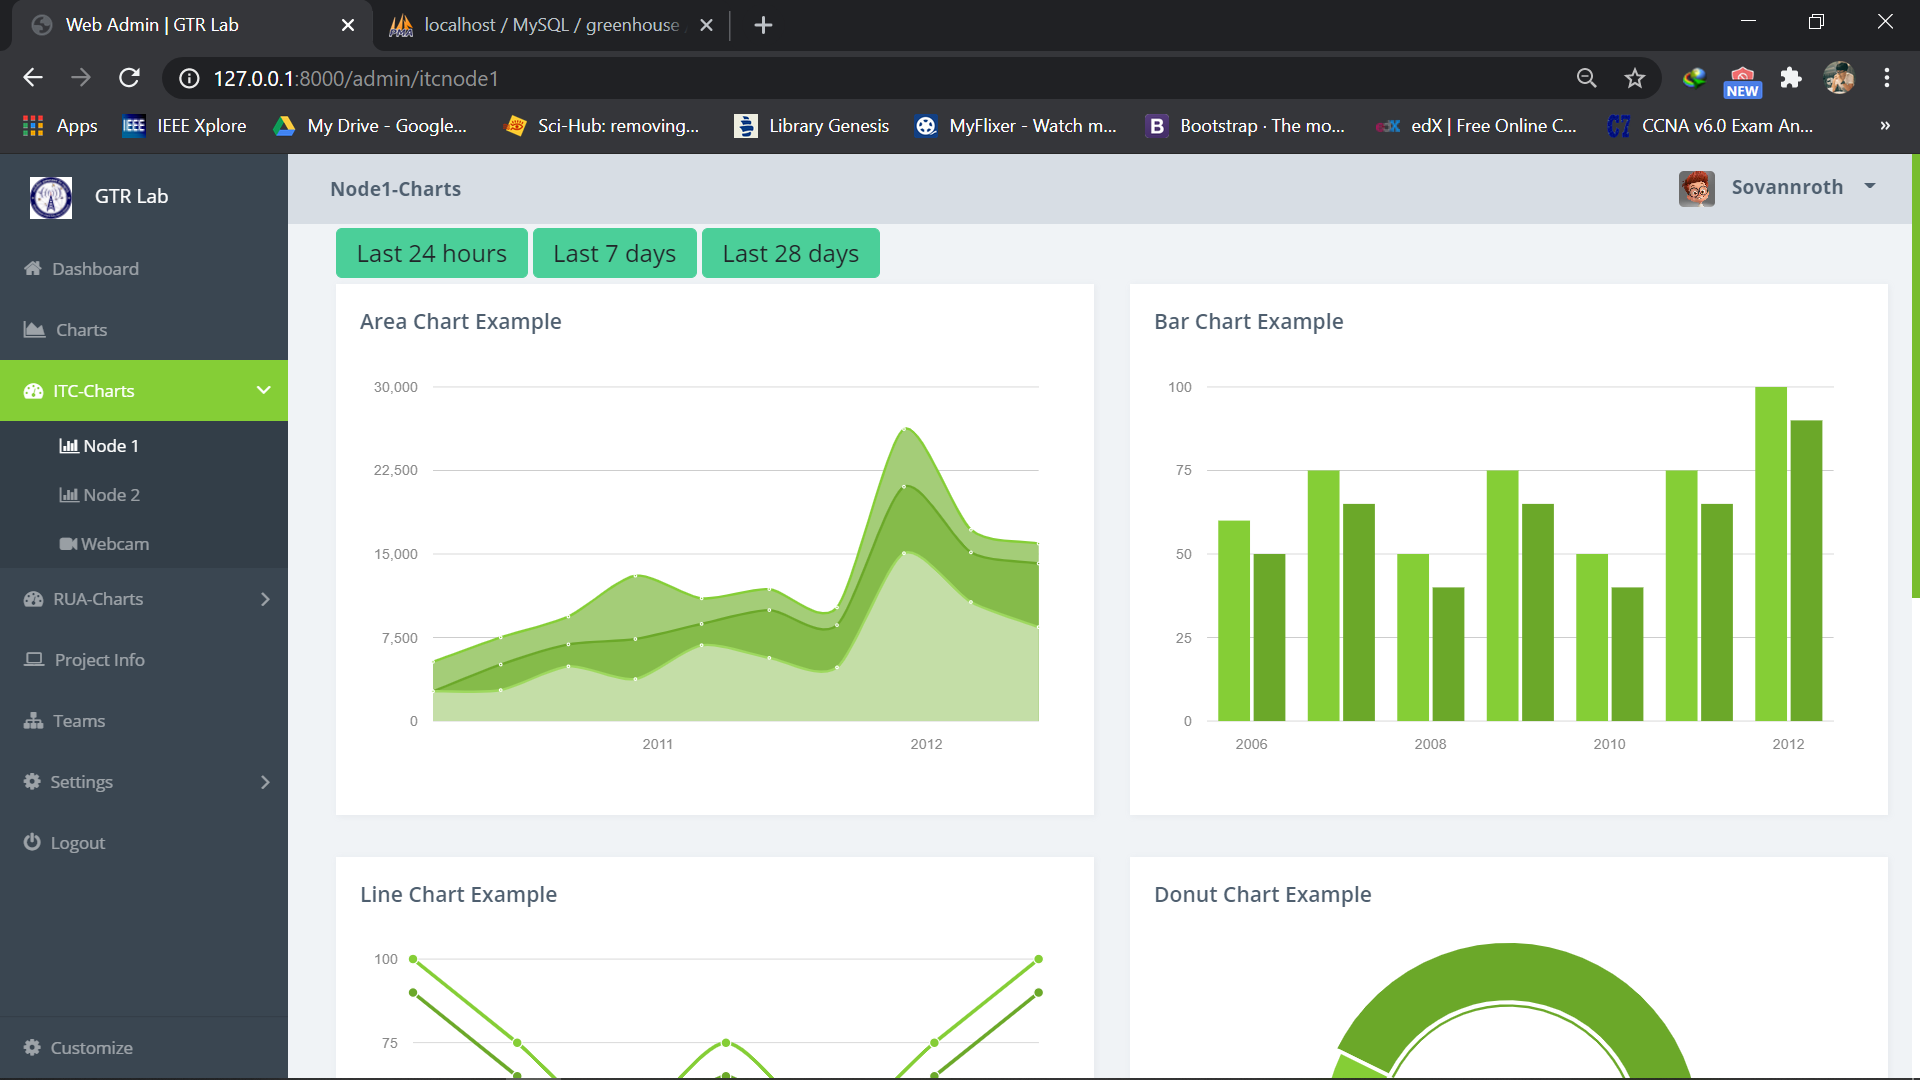 Web Admin | GTR Lab
localhost / MySQL / greenhouse
127.0.0.1:8000/admin/itcnode1
NEW
Apps
IEEE Xplore
My Drive - Google...
Sci-Hub: removing...
Library Genesis
MyFlixer - Watch m...
Bootstrap · The mo...
edX | Free Online C...
CCNA v6.0 Exam An...
»
GTR Lab
Node1-Charts
Sovannroth
Dashboard
Charts
ITC-Charts
Node 1
Node 2
Webcam
RUA-Charts
Project Info
Teams
Settings
Logout
Customize
Last 24 hours
Last 7 days
Last 28 days
Area Chart Example
30,000
22,500
15,000
7,500
0
2011
2012
Bar Chart Example
100
75
50
25
0
2006
2008
2010
2012
Line Chart Example
100
75
Donut Chart Example